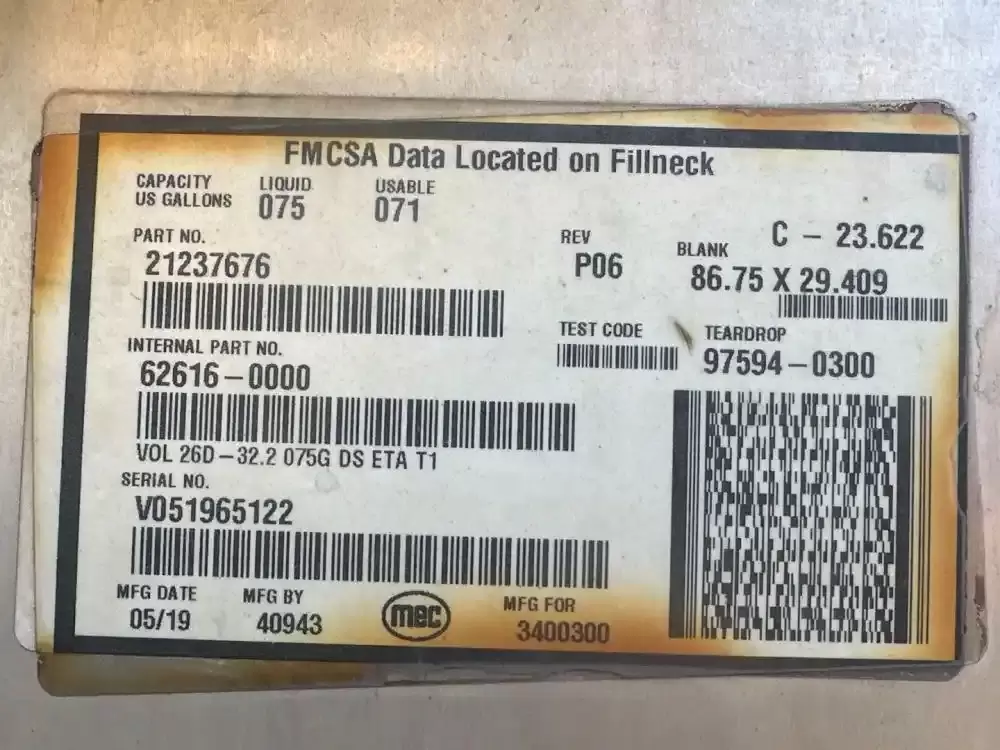 FMCSA Data Located on Fillneck
CAPACITY
US GALLONS
LIQUID
075
USABLE
071
PART NO.
21237676
REV
P06
BLANK
C - 23.622
86.75 X 29.409
INTERNAL PART NO.
62616-0000
TEST CODE
TEARDROP
97594-0300
VOL 26D-32.2 075G DS ETA T1
SERIAL NO.
V051965122
MFG DATE
05/19
MFG BY
40943
mec
MFG FOR
3400300